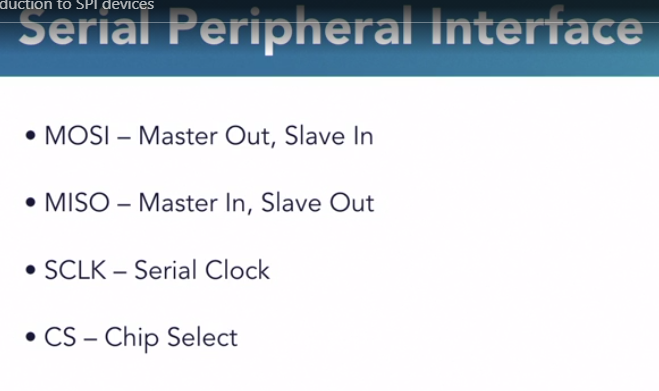 duction to SPI devices
Serial Peripheral Interface
• MOSI – Master Out, Slave In
• MISO – Master In, Slave Out
• SCLK – Serial Clock
• CS – Chip Select